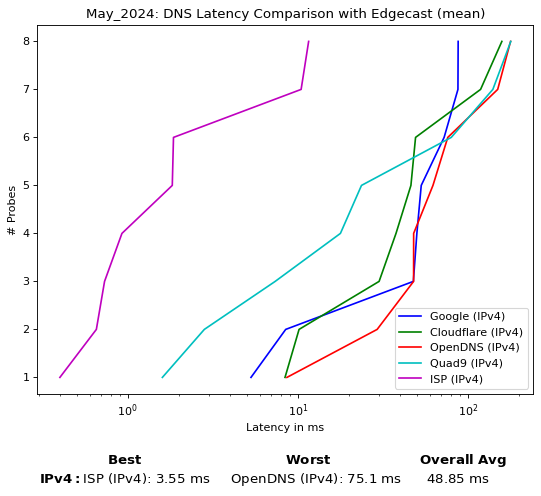 May_2024: DNS Latency Comparison with Edgecast (mean)
8
7
6
5
4
3
2
1
# Probes
10⁰
10¹
10²
Latency in ms
Google (IPv4)
Cloudflare (IPv4)
OpenDNS (IPv4)
Quad9 (IPv4)
ISP (IPv4)
Best Worst Overall Avg
IPv4: ISP (IPv4): 3.55 ms OpenDNS (IPv4): 75.1 ms 48.85 ms